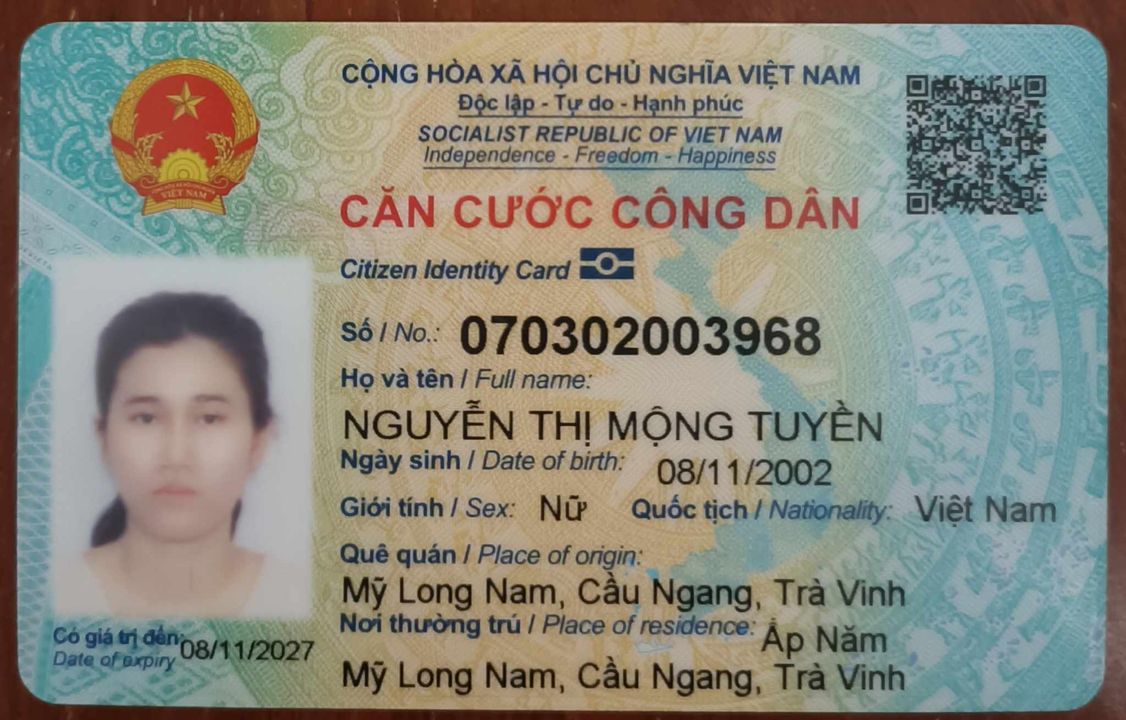 CỘNG HÒA XÃ HỘI CHỦ NGHĨA VIỆT NAM
Độc lập - Tự do - Hạnh phúc
SOCIALIST REPUBLIC OF VIET NAM
Independence - Freedom - Happiness
VIỆT NAM
CĂN CƯỚC CÔNG DÂN
Citizen Identity Card
Số / No.: 070302003968
Họ và tên / Full name:
NGUYỄN THỊ MỘNG TUYỀN
Ngày sinh / Date of birth: 08/11/2002
Giới tính / Sex: Nữ Quốc tịch / Nationality: Việt Nam
Quê quán / Place of origin:
Mỹ Long Nam, Cầu Ngang, Trà Vinh
Nơi thường trú / Place of residence: Ấp Năm
Mỹ Long Nam, Cầu Ngang, Trà Vinh
Có giá trị đến: 08/11/2027
Date of expiry